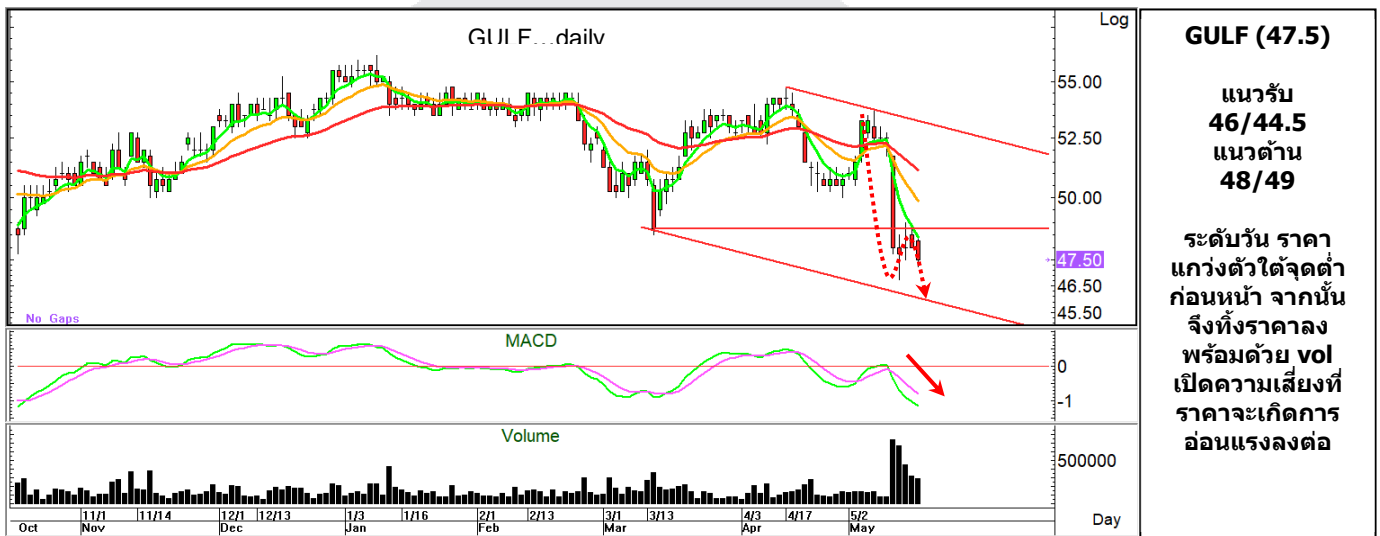 GULF...daily
Log
55.00
52.50
50.00
47.50
46.50
45.50
No Gaps
MACD
0
-1
Volume
500000
11/1 11/14 12/1 12/13 1/3 1/16 2/1 2/13 3/1 3/13 4/3 4/17 5/2
Oct Nov Dec Jan Feb Mar Apr May
Day
GULF (47.5)
แนวรับ
46/44.5
แนวต้าน
48/49
ระดับวัน ราคา
แกว่งตัวใต้จุดต่ำ
ก่อนหน้า จากนั้น
จึงทิ้งราคาลง
พร้อมด้วย vol
เปิดความเสี่ยงที่
ราคาจะเกิดการ
อ่อนแรงลงต่อ